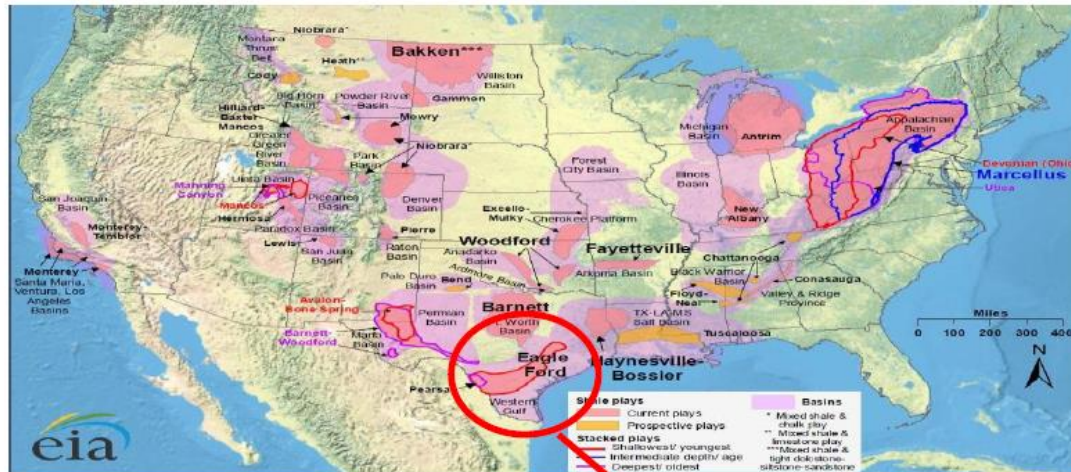 Niobrara*
Montana
Thrust
Belt
Bakken***
Cody
Heath**
Williston
Basin
Big Horn
Basin
Powder River
Basin
Gammon
Hilliard-
Baxter-
Mancos
Mowry
Greater
Green
River
Basin
Niobrara*
Park
Basin
Michigan
Basin
Antrim
Appalachian
Basin
Devonian (Ohio)
Marcellus
Utica
Uinta Basin
Manning
Canyon
Mancos
Piceance
Basin
Hermosa
Paradox Basin
Denver
Basin
Forest
City Basin
Illinois
Basin
San Joaquin
Basin
Monterey-
Temblor
Excello-
Mulky
Cherokee Platform
New
Albany
Lewis
San Juan
Basin
Pierre
Raton
Basin
Woodford
Anadarko
Basin
Fayetteville
Arkoma Basin
Chattanooga
Black Warrior
Basin
Conasauga
Monterey
Santa Maria,
Ventura, Los
Angeles
Basins
Palo Duro
Basin
Bend
Ardmore Basin
Floyd-
Neal
Valley & Ridge
Province
Avalon-
Bone Spring
Permian
Basin
Barnett
Ft. Worth
Basin
TX-LA-MS
Salt Basin
Tuscaloosa
Barnett-
Woodford
Marfa
Basin
Eagle
Ford
Haynesville-
Bossier
Pearsall
Western
Gulf
Miles
0 100 200 300 400
N
eia
Shale plays
Current plays
Prospective plays
Stacked plays
Shallowest/ youngest
Intermediate depth/ age
Deepest/ oldest
Basins
* Mixed shale &
chalk play
** Mixed shale &
limestone play
***Mixed shale &
tight dolostone-
siltstone-sandstone